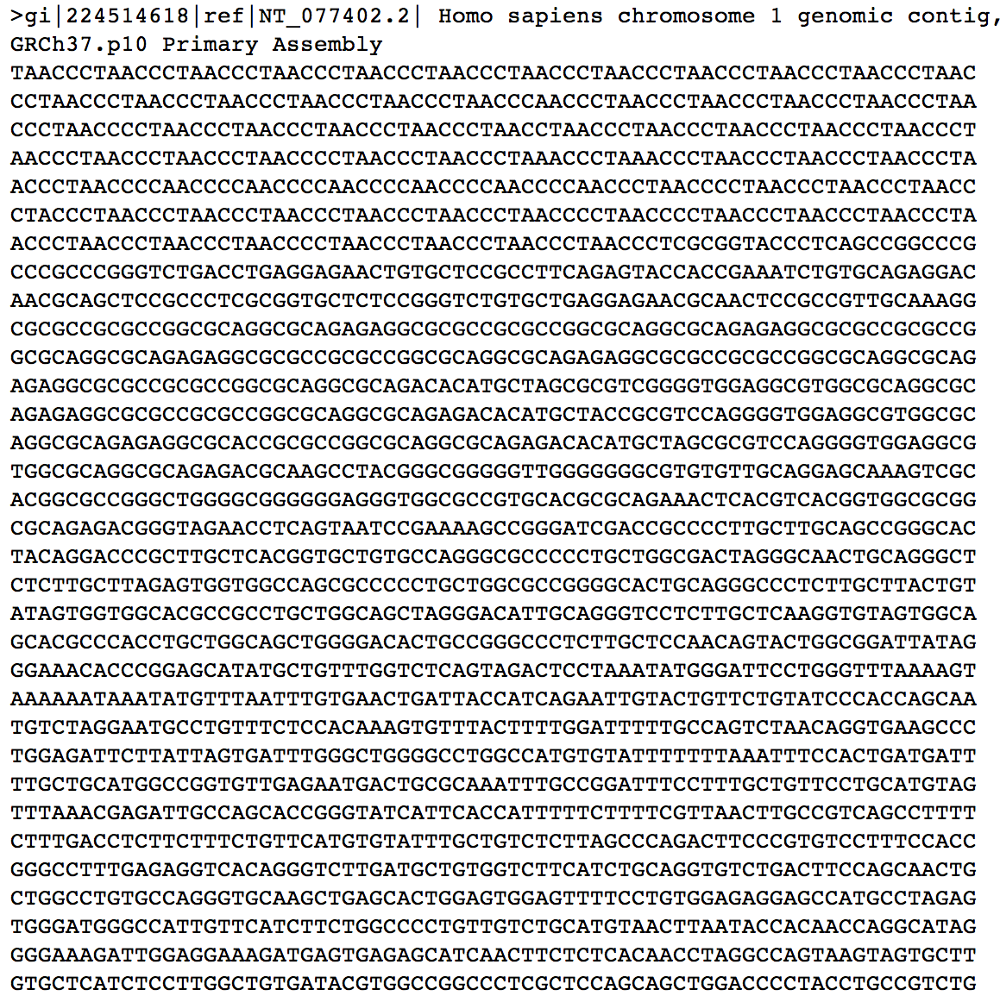 >gi|224514618|ref|NT_077402.2| Homo sapiens chromosome 1 genomic contig,
GRCh37.p10 Primary Assembly
TAACCCTAACCCTAACCCTAACCCTAACCCTAACCCTAACCCTAACCCTAACCCTAACCCTAACCCTAAC
CCTAACCCTAACCCTAACCCTAACCCTAACCCTAACCCAACCCTAACCCTAACCCTAACCCTAACCCTAA
CCCTAACCCCTAACCCTAACCCTAACCCTAACCCTAACCTAACCCTAACCCTAACCCTAACCCTAACCCT
AACCCTAACCCTAACCCTAACCCCTAACCCTAACCCTAAACCCTAAACCCTAACCCTAACCCTAACCCTA
ACCCTAACCCCAACCCCAACCCCAACCCCAACCCCAACCCCAACCCTAACCCCTAACCCTAACCCTAACC
CTACCCTAACCCTAACCCTAACCCTAACCCTAACCCTAACCCCTAACCCCTAACCCTAACCCTAACCCTA
ACCCTAACCCTAACCCTAACCCCTAACCCTAACCCTAACCCTAACCCTCGCGGTACCCTCAGCCGGCCCG
CCCGCCCGGGTCTGACCTGAGGAGAACTGTGCTCCGCCTTCAGAGTACCACCGAAATCTGTGCAGAGGAC
AACGCAGCTCCGCCCTCGCGGTGCTCTCCGGGTCTGTGCTGAGGAGAACGCAACTCCGCCGTTGCAAAGG
CGCGCCGCGCCGGCGCAGGCGCAGAGAGGCGCGCCGCGCCGGCGCAGGCGCAGAGAGGCGCGCCGCGCCG
GCGCAGGCGCAGAGAGGCGCGCCGCGCCGGCGCAGGCGCAGAGAGGCGCGCCGCGCCGGCGCAGGCGCAG
AGAGGCGCGCCGCGCCGGCGCAGGCGCAGACACATGCTAGCGCGTCGGGGTGGAGGCGTGGCGCAGGCGC
AGAGAGGCGCGCCGCGCCGGCGCAGGCGCAGAGACACATGCTACCGCGTCCAGGGGTGGAGGCGTGGCGC
AGGCGCAGAGAGGCGCACCGCGCCGGCGCAGGCGCAGAGACACATGCTAGCGCGTCCAGGGGTGGAGGCG
TGGCGCAGGCGCAGAGACGCAAGCCTACGGGCGGGGGTTGGGGGGGCGTGTGTTGCAGGAGCAAAGTCGC
ACGGCGCCGGGCTGGGGCGGGGGGAGGGTGGCGCCGTGCACGCGCAGAAACTCACGTCACGGTGGCGCGG
CGCAGAGACGGGTAGAACCTCAGTAATCCGAAAAGCCGGGATCGACCGCCCCTTGCTTGCAGCCGGGCAC
TACAGGACCCGCTTGCTCACGGTGCTGTGCCAGGGCGCCCCCTGCTGGCGACTAGGGCAACTGCAGGGCT
CTCTTGCTTAGAGTGGTGGCCAGCGCCCCCTGCTGGCGCCGGGGCACTGCAGGGCCCTCTTGCTTACTGT
ATAGTGGTGGCACGCCGCCTGCTGGCAGCTAGGGACATTGCAGGGTCCTCTTGCTCAAGGTGTAGTGGCA
GCACGCCCACCTGCTGGCAGCTGGGGACACTGCCGGGCCCTCTTGCTCCAACAGTACTGGCGGATTATAG
GGAAACACCCGGAGCATATGCTGTTTGGTCTCAGTAGACTCCTAAATATGGGATTCCTGGGTTTAAAAGT
AAAAAATAAATATGTTTAATTTGTGAACTGATTACCATCAGAATTGTACTGTTCTGTATCCCACCAGCAA
TGTCTAGGAATGCCTGTTTCTCCACAAAGTGTTTACTTTTGGATTTTTGCCAGTCTAACAGGTGAAGCCC
TGGAGATTCTTATTAGTGATTTGGGCTGGGGCCTGGCCATGTGTATTTTTTTAAATTTCCACTGATGATT
TTGCTGCATGGCCGGTGTTGAGAATGACTGCGCAAATTTGCCGGATTTCCTTTGCTGTTCCTGCATGTAG
TTTAAACGAGATTGCCAGCACCGGGTATCATTCACCATTTTTCTTTTCGTTAACTTGCCGTCAGCCTTTT
CTTTGACCTCTTCTTTCTGTTCATGTGTATTTGCTGTCTCTTAGCCCAGACTTCCCGTGTCCTTTCCACC
GGGCCTTTGAGAGGTCACAGGGTCTTGATGCTGTGGTCTTCATCTGCAGGTGTCTGACTTCCAGCAACTG
CTGGCCTGTGCCAGGGTGCAAGCTGAGCACTGGAGTGGAGTTTTCCTGTGGAGAGGAGCCATGCCTAGAG
TGGGATGGGCCATTGTTCATCTTCTGGCCCCTGTTGTCTGCATGTAACTTAATACCACAACCAGGCATAG
GGGAAAGATTGGAGGAAAGATGAGTGAGAGCATCAACTTCTCTCACAACCTAGGCCAGTAAGTAGTGCTT
GTGCTCATCTCCTTGGCTGTGATACGTGGCCGGCCCTCGCTCCAGCAGCTGGACCCCTACCTGCCGTCTG